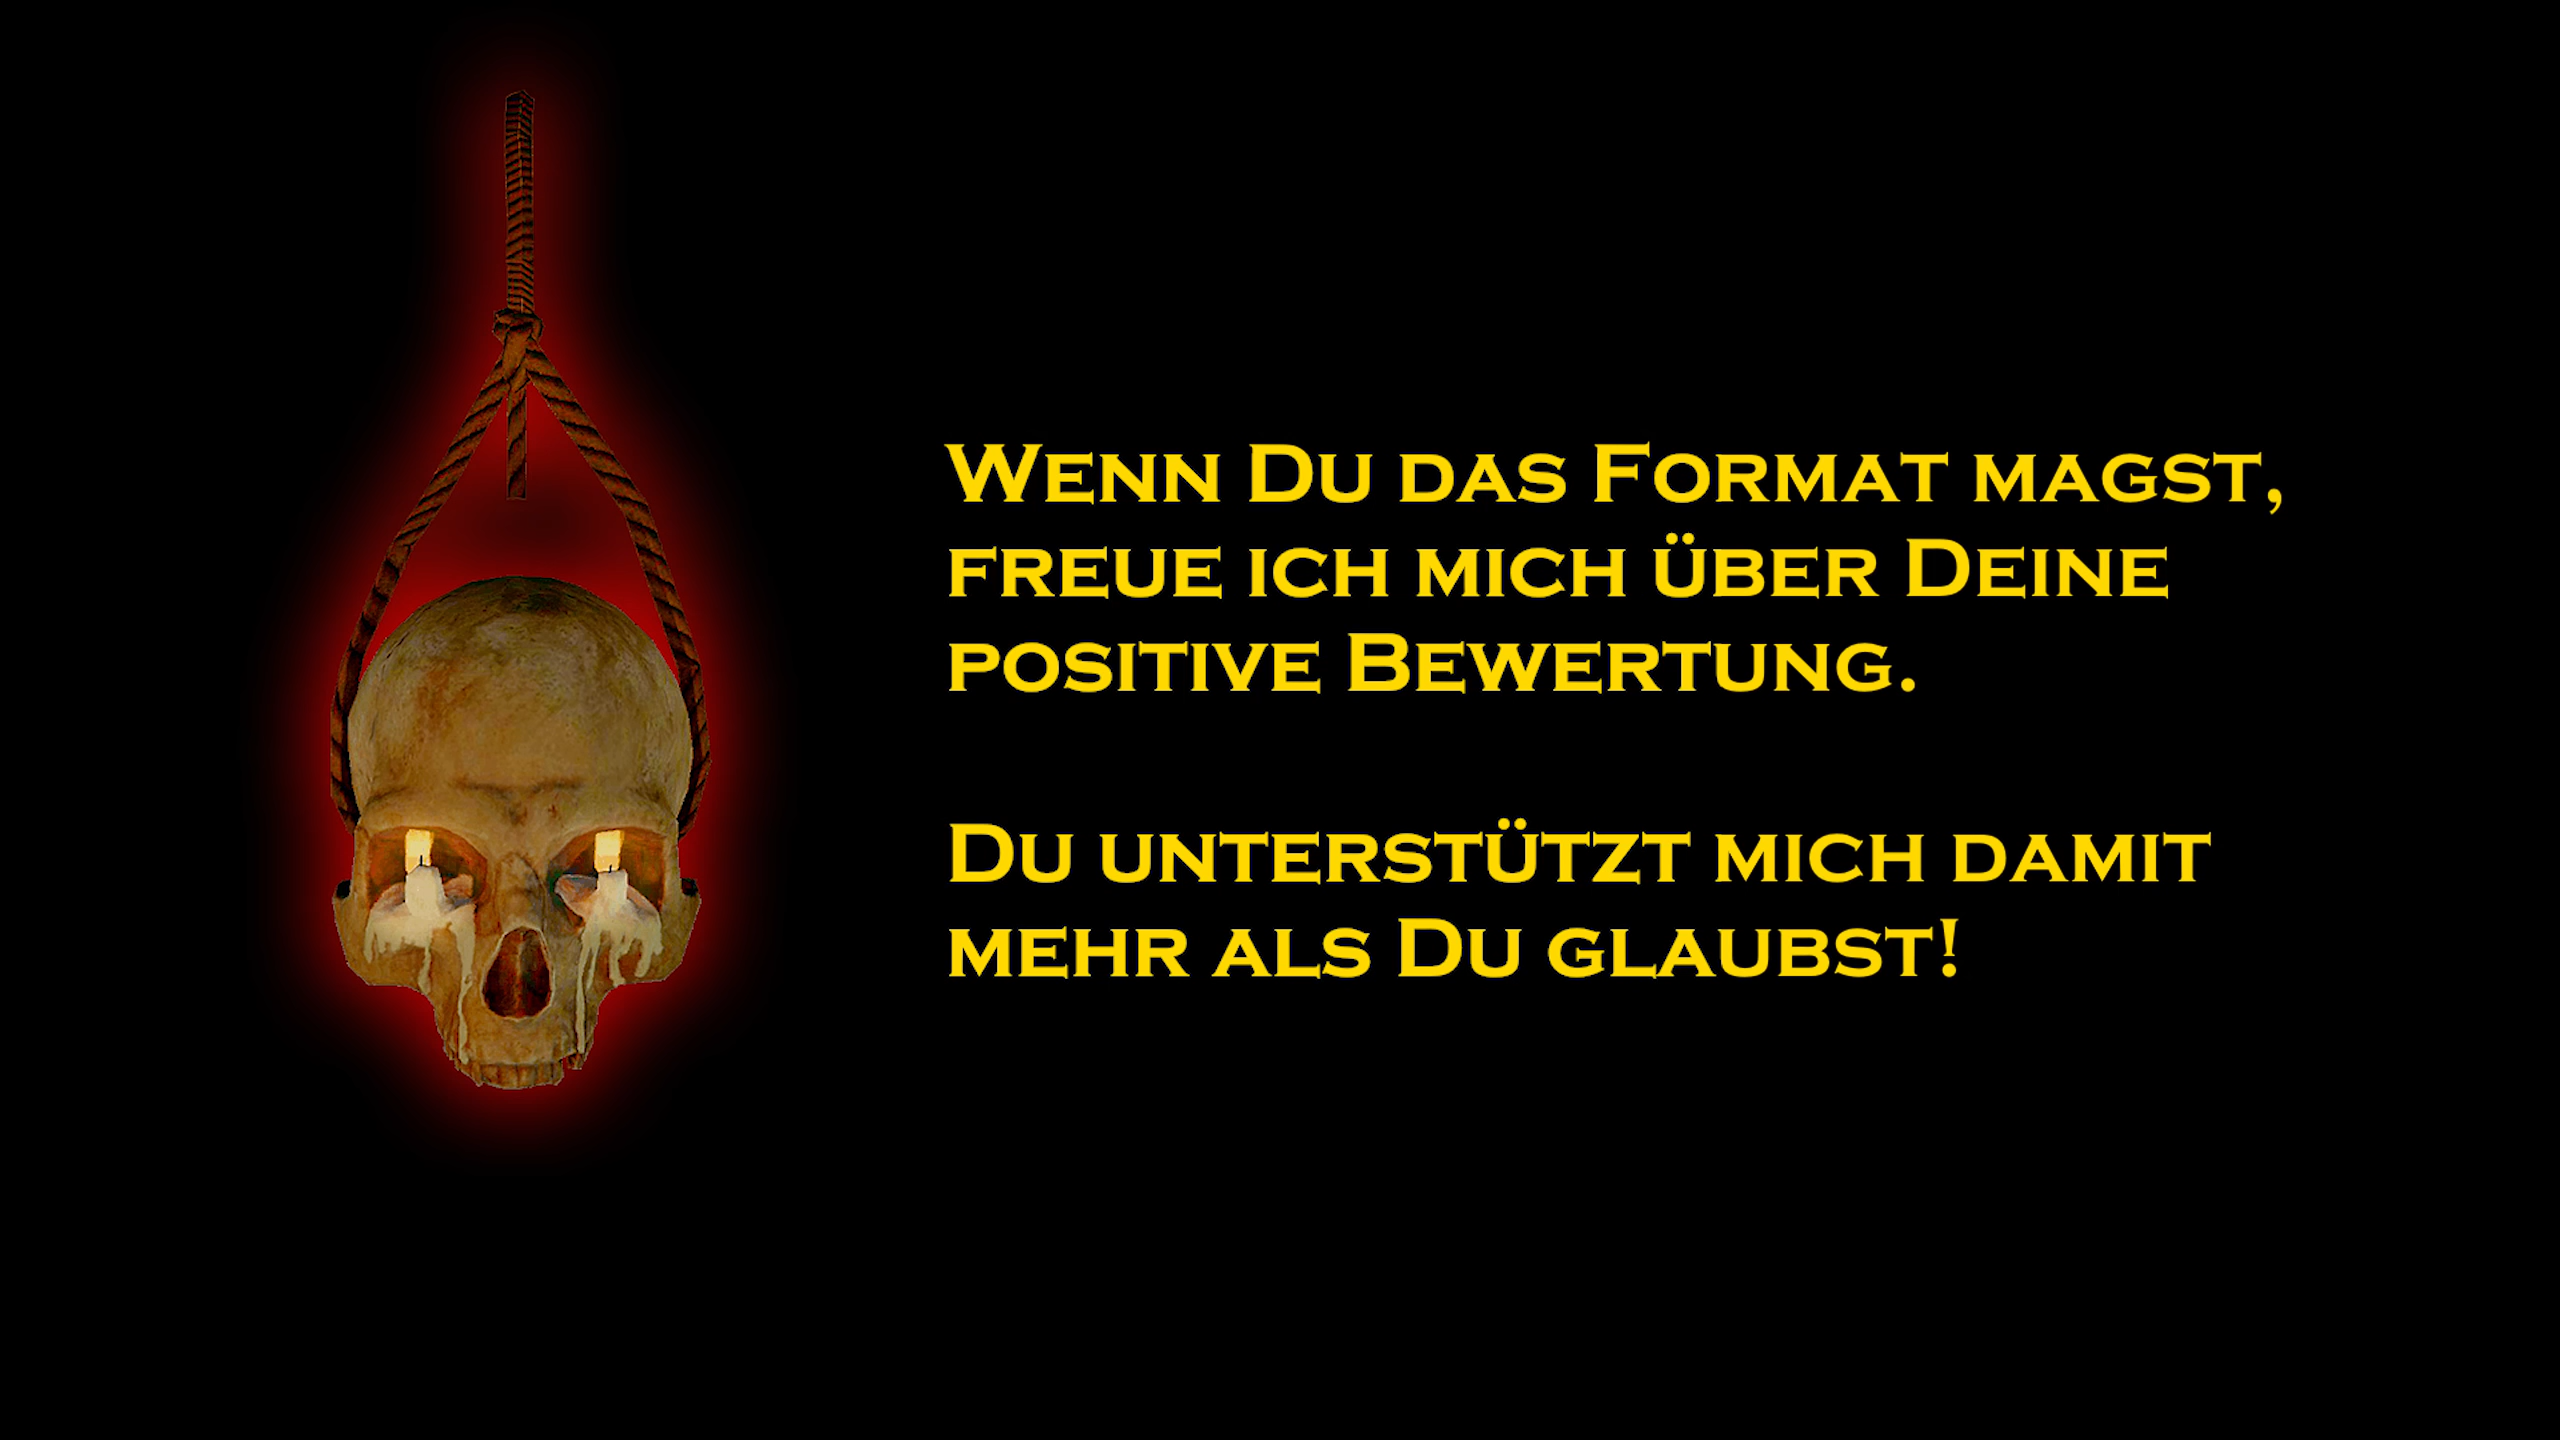 Wenn Du das Format magst,
freue ich mich über Deine
positive Bewertung.
Du unterstützt mich damit
mehr als Du glaubst!